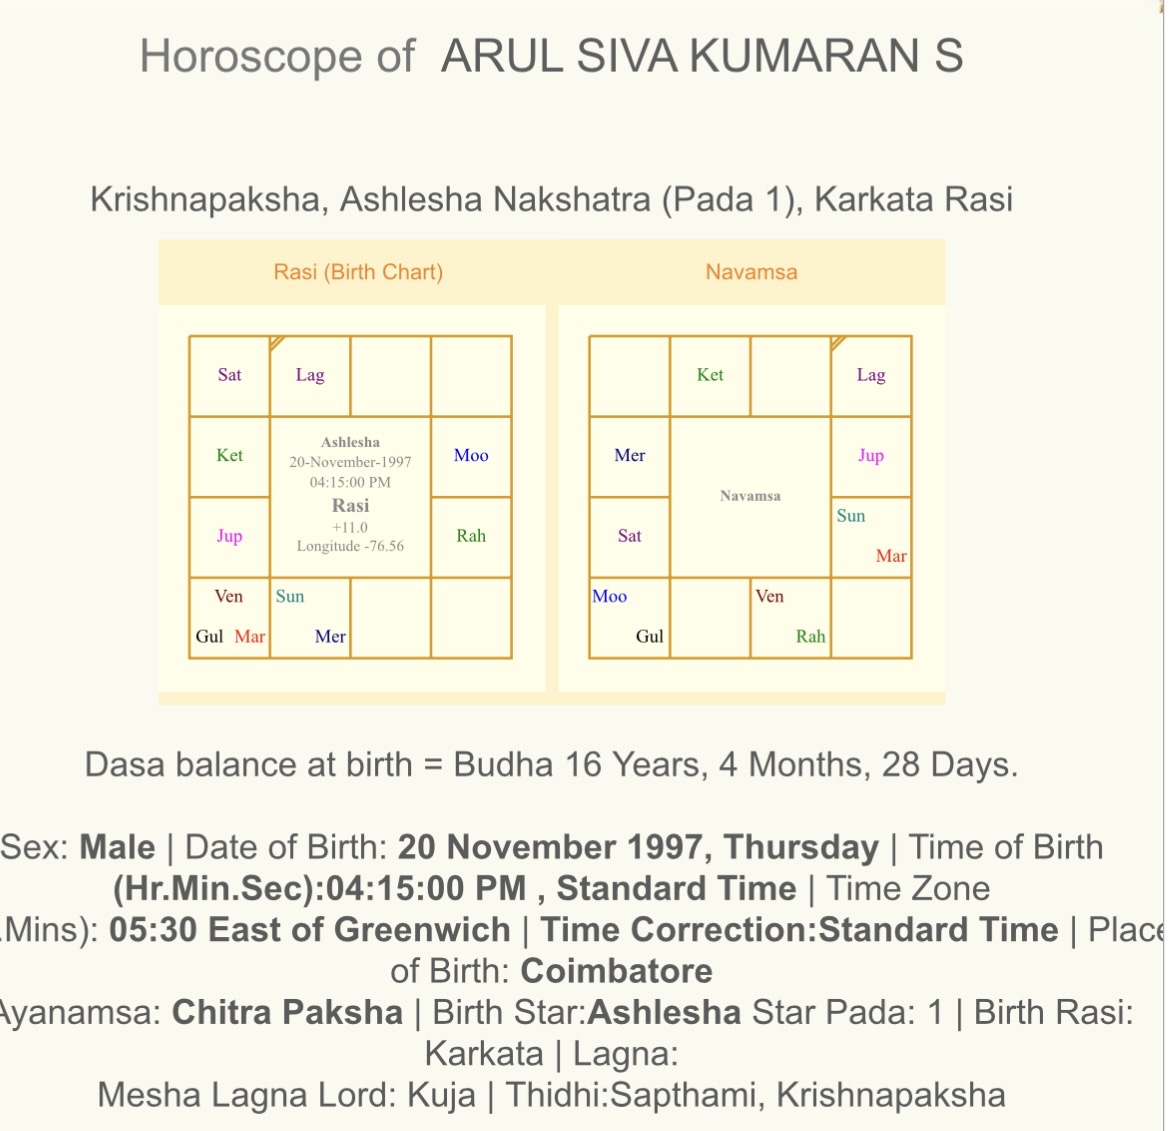 Horoscope of ARUL SIVA KUMARAN S
Krishnapaksha, Ashlesha Nakshatra (Pada 1), Karkata Rasi
Rasi (Birth Chart)
Sat Lag
Ket Moo
Ashlesha
20-November-1997
04:15:00 PM
Rasi
+11.0
Longitude -76.56
Jup Rah
Ven Sun
Gul Mar Mer
Navamsa
Ket Lag
Mer Jup
Navamsa
Sat Sun
Mar
Moo Ven
Gul Rah
Dasa balance at birth = Budha 16 Years, 4 Months, 28 Days.
Sex: Male | Date of Birth: 20 November 1997, Thursday | Time of Birth
(Hr.Min.Sec):04:15:00 PM , Standard Time | Time Zone
.Mins): 05:30 East of Greenwich | Time Correction:Standard Time | Place
of Birth: Coimbatore
Ayanamsa: Chitra Paksha | Birth Star:Ashlesha Star Pada: 1 | Birth Rasi:
Karkata | Lagna:
Mesha Lagna Lord: Kuja | Thidhi:Sapthami, Krishnapaksha